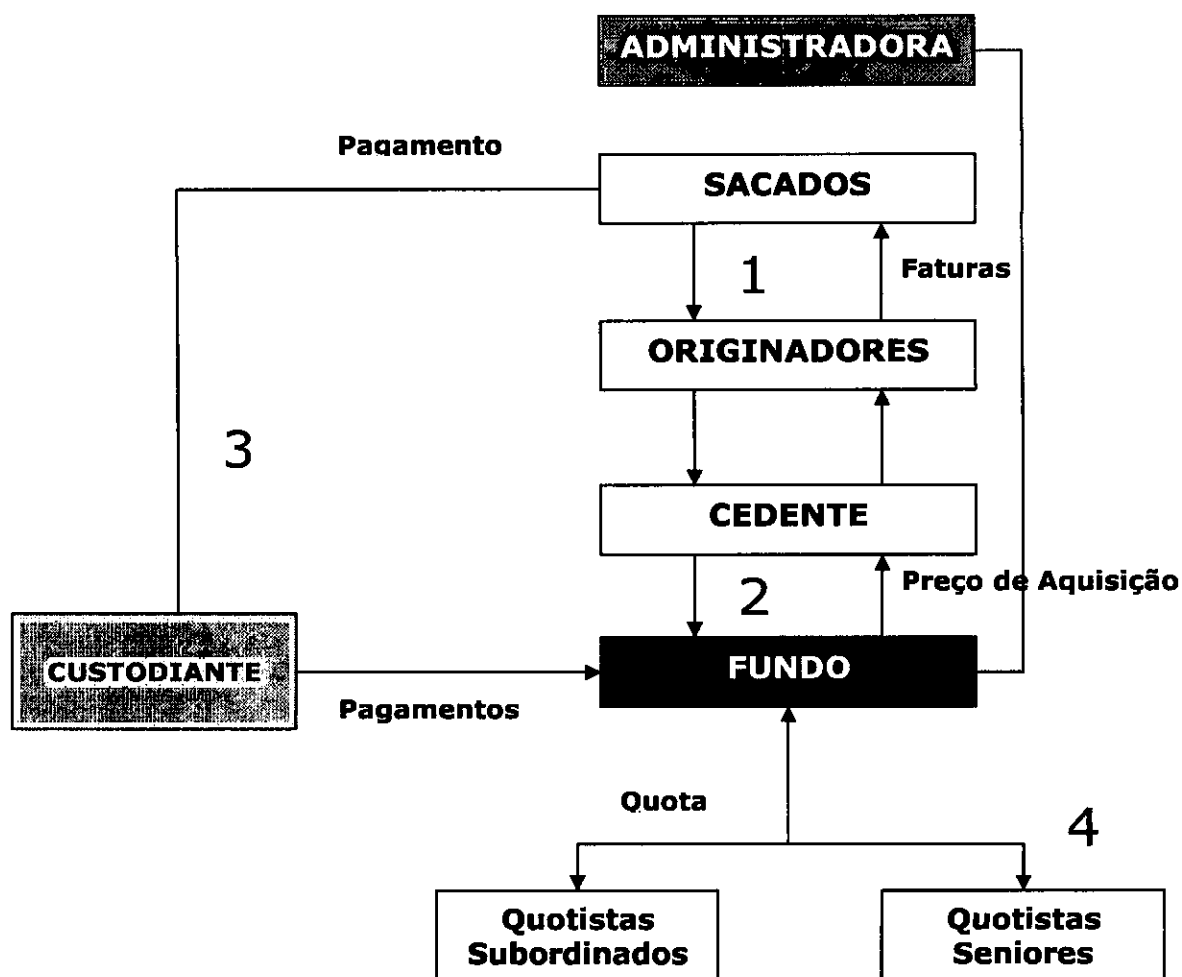 ADMINISTRADORA
Pagamento
SACADOS
1
Faturas
ORIGINADORES
3
CEDENTE
2
Preço de Aquisição
CUSTODIANTE
FUNDO
Pagamentos
Quota
4
Quotistas
Subordinados
Quotistas
Seniores